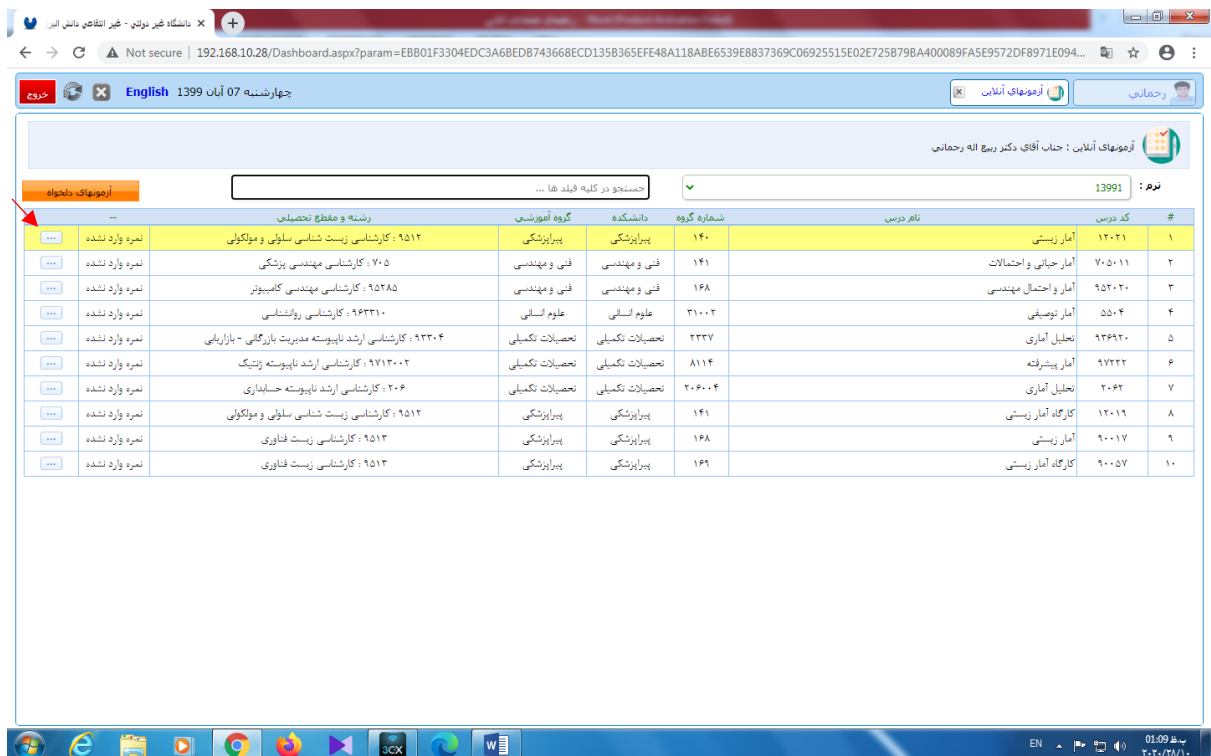 دانشگاه غیر دولتی - غیر انتفاعی دانش البر
Not secure | 192.168.10.28/Dashboard.aspx?param=EBB01F3304EDC3A6BEDB743668ECD135B365EFE48A118ABE6539E8837369C06925515E02E725B79BA400089FA5E9572DF8971E094...
رحمانی آزمونهای آنلاین چهارشنبه 07 آبان 1399 English خروج
آزمونهای آنلاین : جناب آقای دکتر ربیع اله رحمانی
ترم : 13991 جستجو در کلیه فیلد ها ... آزمونهای دلخواه
# کد درس نام درس شماره گروه دانشکده گروه آموزشی رشته و مقطع تحصیلی --
۱ ۱۲۰۲۱ آمار زیستی ۱۴۰ پیراپزشکی پیراپزشکی ۹۵۱۲ : کارشناسی زیست شناسی سلولی و مولکولی نمره وارد نشده ...
۲ ۷۰۵۰۱۱ آمار حیاتی و احتمالات ۱۴۱ فنی و مهندسی فنی و مهندسی ۷۰۵ : کارشناسی مهندسی پزشکی نمره وارد نشده ...
۳ ۹۵۲۰۲۰ آمار و احتمال مهندسی ۱۶۸ فنی و مهندسی فنی و مهندسی ۹۵۲۸۵ : کارشناسی مهندسی کامپیوتر نمره وارد نشده ...
۴ ۵۵۰۴ آمار توصیفی ۳۱۰۰۲ علوم انسانی علوم انسانی ۹۶۳۳۱۰ : کارشناسی روانشناسی نمره وارد نشده ...
۵ ۹۳۶۹۲۰ تحلیل آماری ۲۳۳۷ تحصیلات تکمیلی تحصیلات تکمیلی ۹۳۳۰۴ : کارشناسی ارشد ناپیوسته مدیریت بازرگانی - بازاریابی نمره وارد نشده ...
۶ ۹۷۲۲۲ آمار پیشرفته ۸۱۱۴ تحصیلات تکمیلی تحصیلات تکمیلی ۹۷۱۳۰۰۲ : کارشناسی ارشد ناپیوسته ژنتیک نمره وارد نشده ...
۷ ۲۰۶۲ تحلیل آماری ۲۰۶۰۰۴ تحصیلات تکمیلی تحصیلات تکمیلی ۲۰۶ : کارشناسی ارشد ناپیوسته حسابداری نمره وارد نشده ...
۸ ۱۲۰۱۹ کارگاه آمار زیستی ۱۴۱ پیراپزشکی پیراپزشکی ۹۵۱۲ : کارشناسی زیست شناسی سلولی و مولکولی نمره وارد نشده ...
۹ ۹۰۰۱۷ آمار زیستی ۱۶۸ پیراپزشکی پیراپزشکی ۹۵۱۳ : کارشناسی زیست فناوری نمره وارد نشده ...
۱۰ ۹۰۰۵۷ کارگاه آمار زیستی ۱۶۹ پیراپزشکی پیراپزشکی ۹۵۱۳ : کارشناسی زیست فناوری نمره وارد نشده ...
3CX
EN
01:09 ب.ظ
۲۰۲۰/۲۸/۱۰